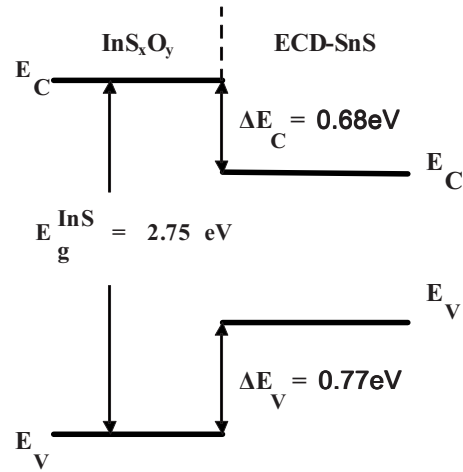 InSxOy ECD-SnS
EC
ΔEC = 0.68eV
EC
EgInS = 2.75 eV
EV
ΔEV = 0.77eV
EV